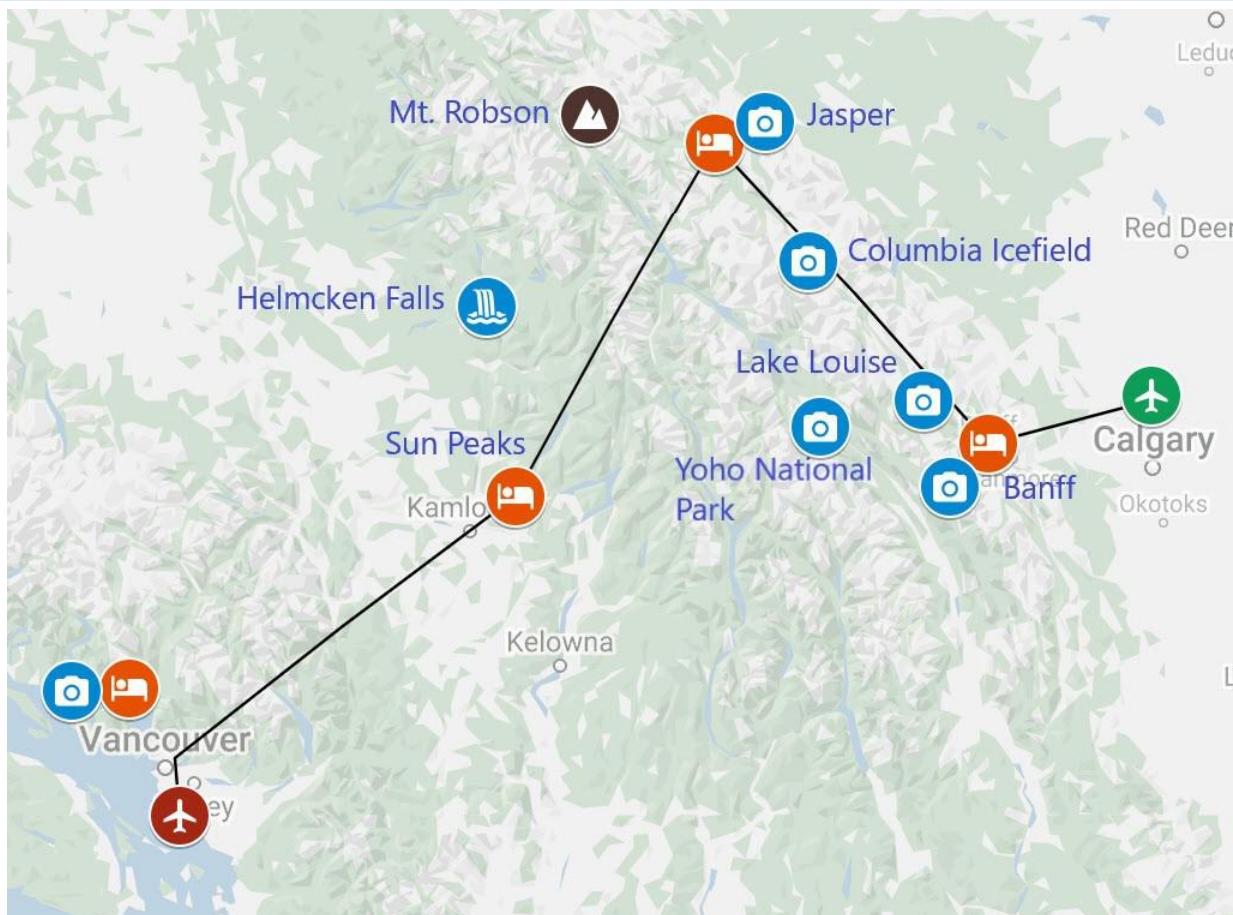 Leduc
Mt. Robson
Jasper
Red Deer
Columbia Icefield
Helmcken Falls
Lake Louise
Calgary
Sun Peaks
Yoho National
Park
Banff
Okotoks
Kamlo
Kelowna
Vancouver